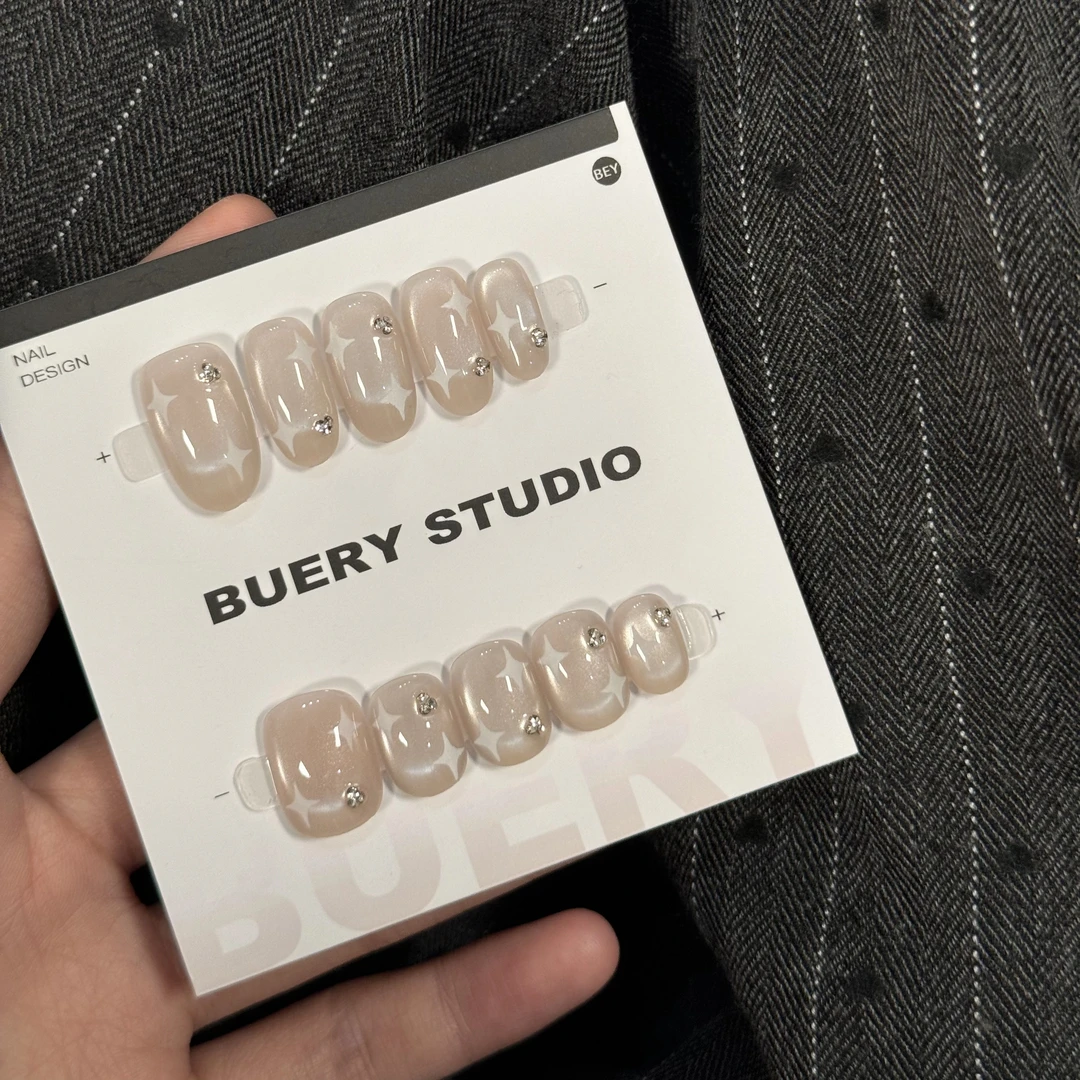 BEY
NAIL
DESIGN
−
+
BUERY STUDIO
+
−
BUERY